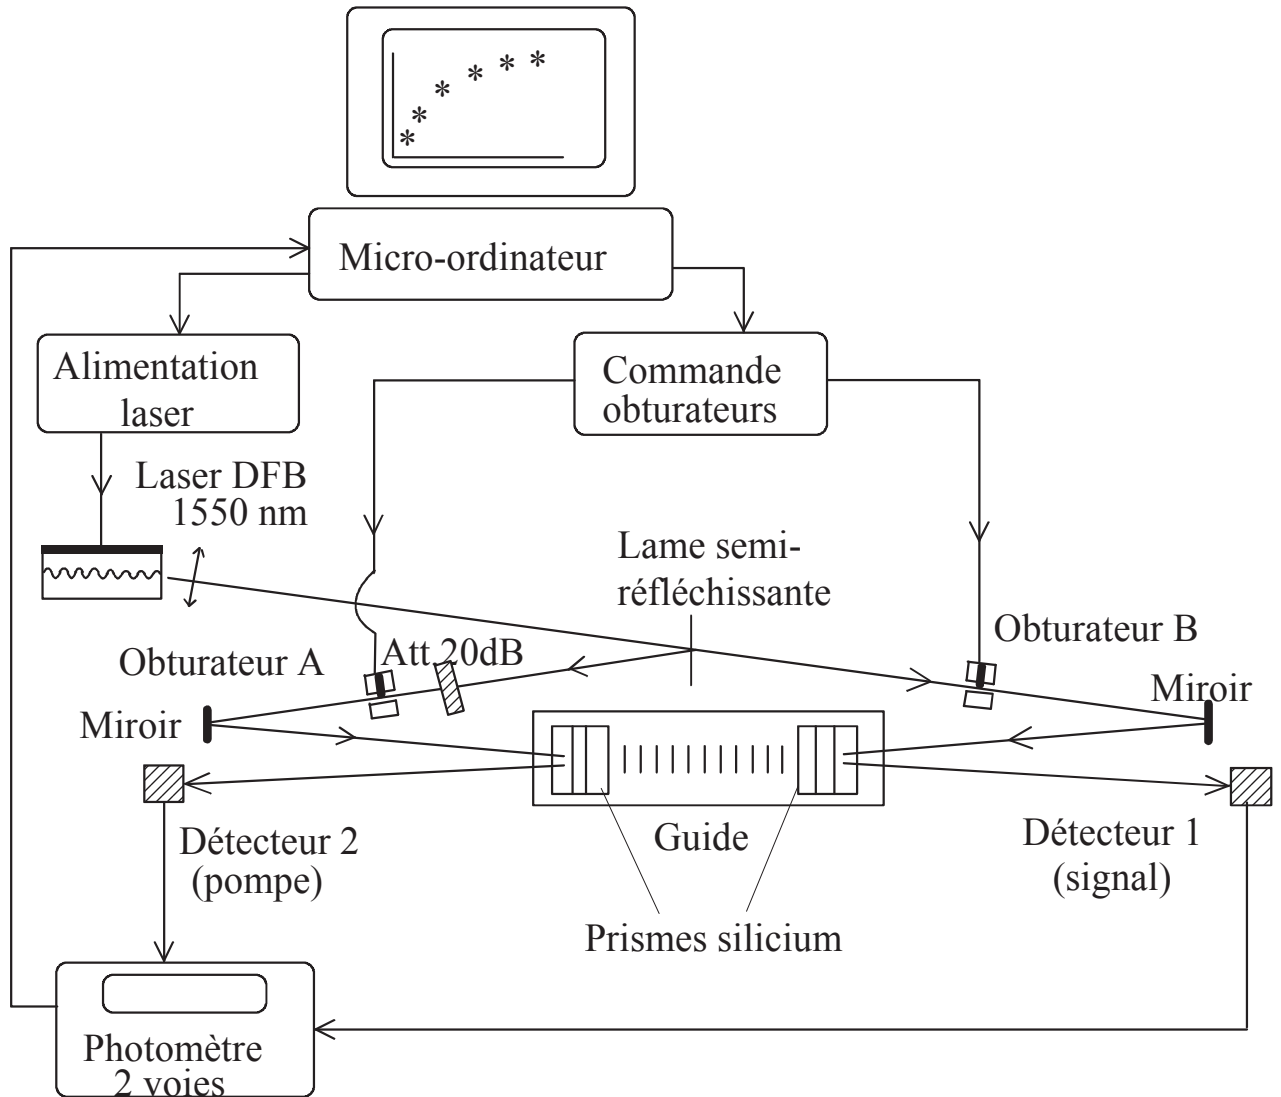 Micro-ordinateur
Alimentation
laser
Commande
obturateurs
Laser DFB
1550 nm
Lame semi-
réfléchissante
Obturateur B
Obturateur A
Att.20dB
Miroir
Miroir
Guide
Détecteur 2
(pompe)
Détecteur 1
(signal)
Prismes silicium
Photomètre
2 voies